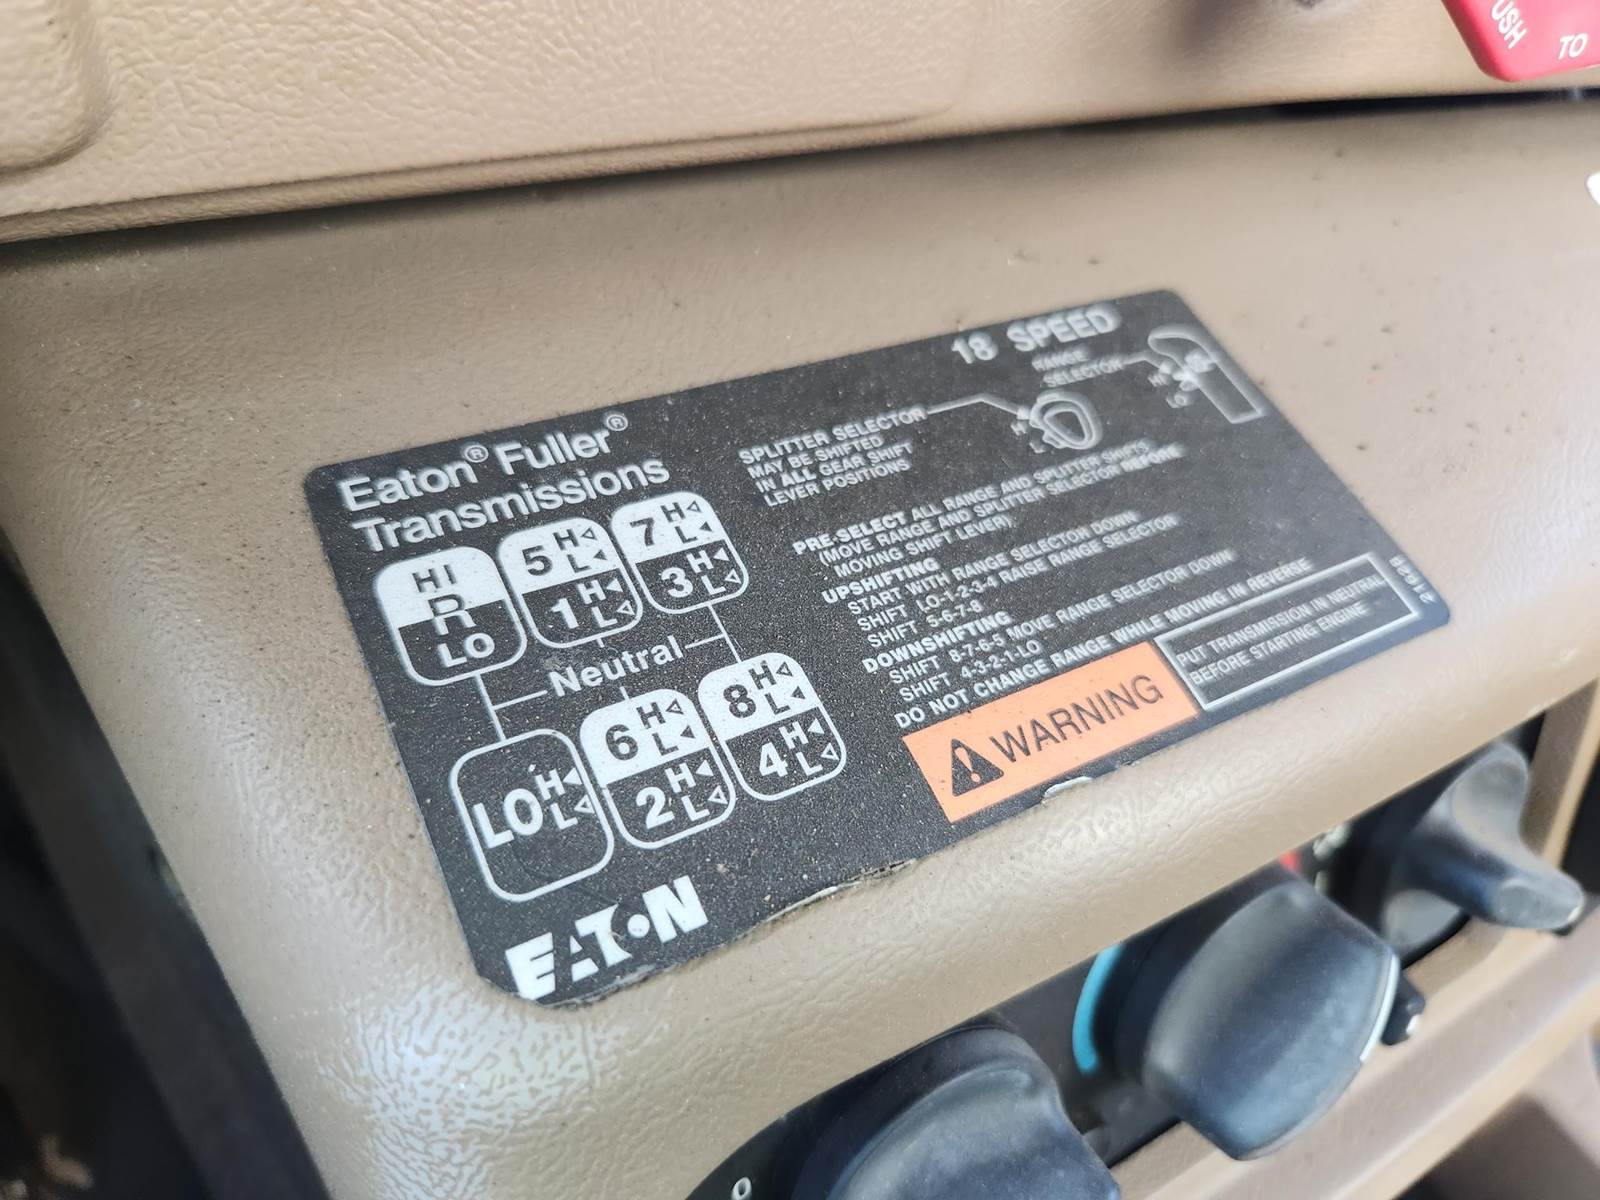 USH
TO
18 SPEED
RANGE
SELECTOR
Eaton® Fuller®
Transmissions
SPLITTER SELECTOR
MAY BE SHIFTED
IN ALL GEAR SHIFT
LEVER POSITIONS
HI
R
LO
5 H
L
1 H
L
7 H
L
3 H
L
Neutral
LO H
L
6 H
L
2 H
L
8 H
L
4 H
L
PRE-SELECT ALL RANGE AND SPLITTER SHIFTS
(MOVE RANGE AND SPLITTER SELECTOR BEFORE
MOVING SHIFT LEVER).
UPSHIFTING
START WITH RANGE SELECTOR DOWN
SHIFT LO-1-2-3-4 RAISE RANGE SELECTOR
SHIFT 5-6-7-8
DOWNSHIFTING
SHIFT 8-7-6-5 MOVE RANGE SELECTOR DOWN
SHIFT 4-3-2-1-LO
DO NOT CHANGE RANGE WHILE MOVING IN REVERSE
WARNING
PUT TRANSMISSION IN NEUTRAL
BEFORE STARTING ENGINE
EATON
0